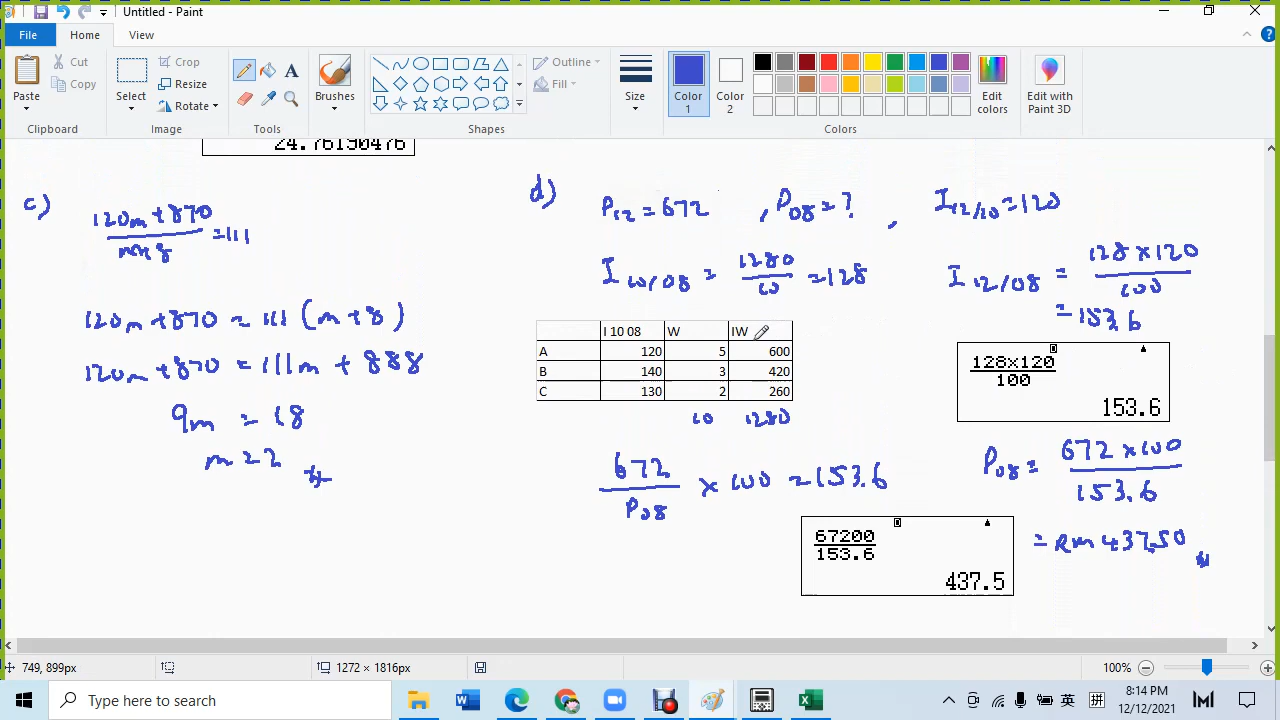 Untitled - Paint
File Home View
Paste Cut Copy Clipboard
Select Crop Resize Rotate Image
Tools
Brushes
Shapes Outline Fill
Size
Color 1 Color 2 Colors
Edit colors
Edit with Paint 3D
24.76190476
c)
120m+870 / m+8 =111
120m+870 = 111 (m+8)
120m+870 = 111m + 888
9m = 18
m = 2
d)
P12 = 672 , P08 = ? , I12/10 = 120
I10/08 = 1280/10 = 128
I12/08 = 128 x 120 / 100
= 153.6
I 10 08 W IW
A 120 5 600
B 140 3 420
C 130 2 260
10 1280
128x120
100
153.6
672 / P08 x 100 = 153.6
P08 = 672 x 100 / 153.6
67200
153.6
437.5
= RM 437.50
749, 899px
1272 × 1816px
100%
Type here to search
英
拼
8:14 PM
12/12/2021